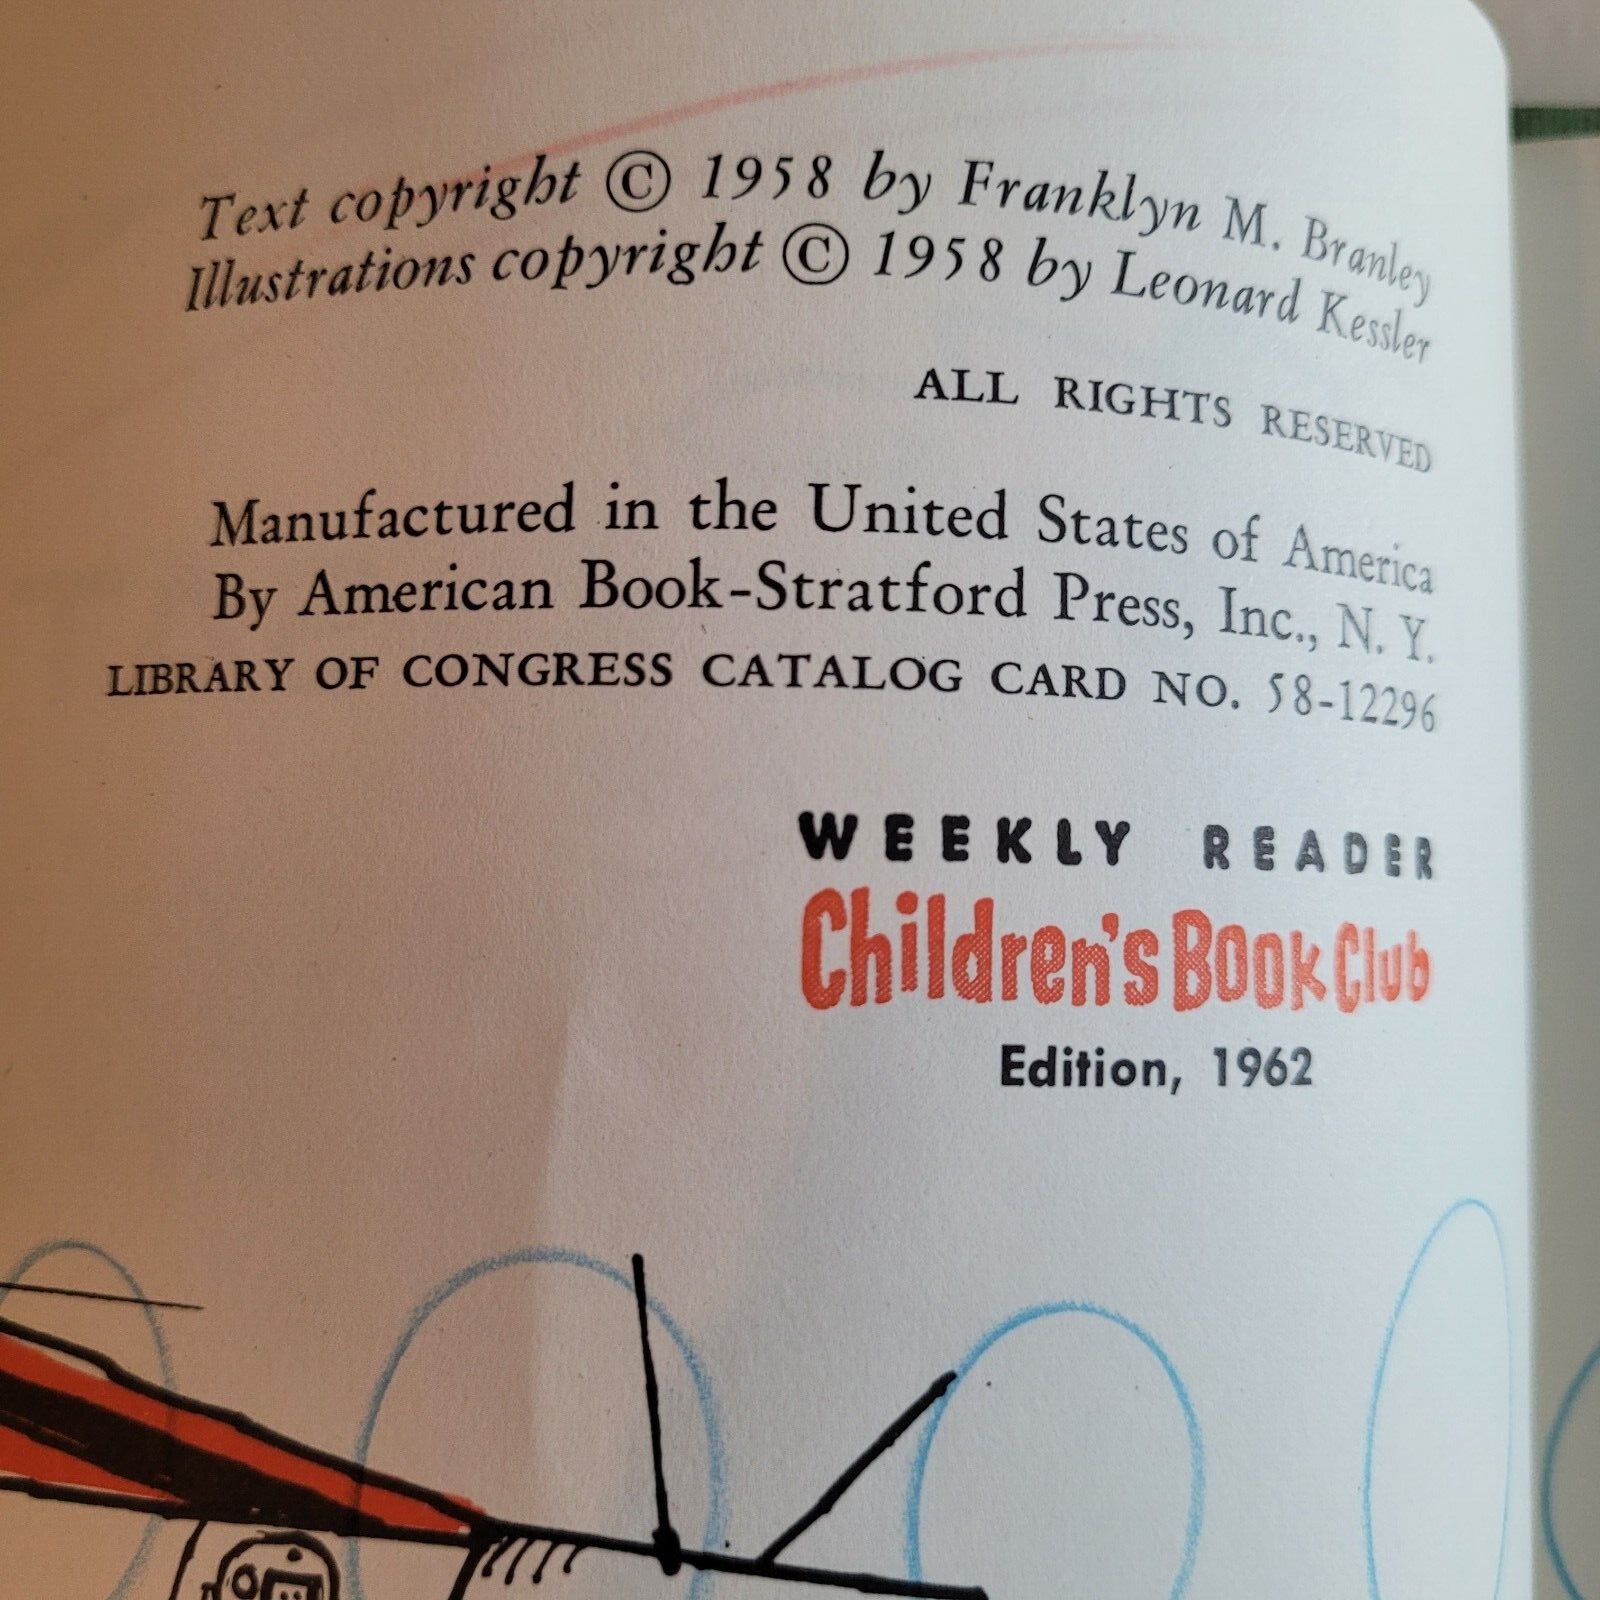 Text copyright © 1958 by Franklyn M. Branley
Illustrations copyright © 1958 by Leonard Kessler
ALL RIGHTS RESERVED
Manufactured in the United States of America
By American Book-Stratford Press, Inc., N. Y.
LIBRARY OF CONGRESS CATALOG CARD NO. 58-12296
WEEKLY READER
Children's Book Club
Edition, 1962